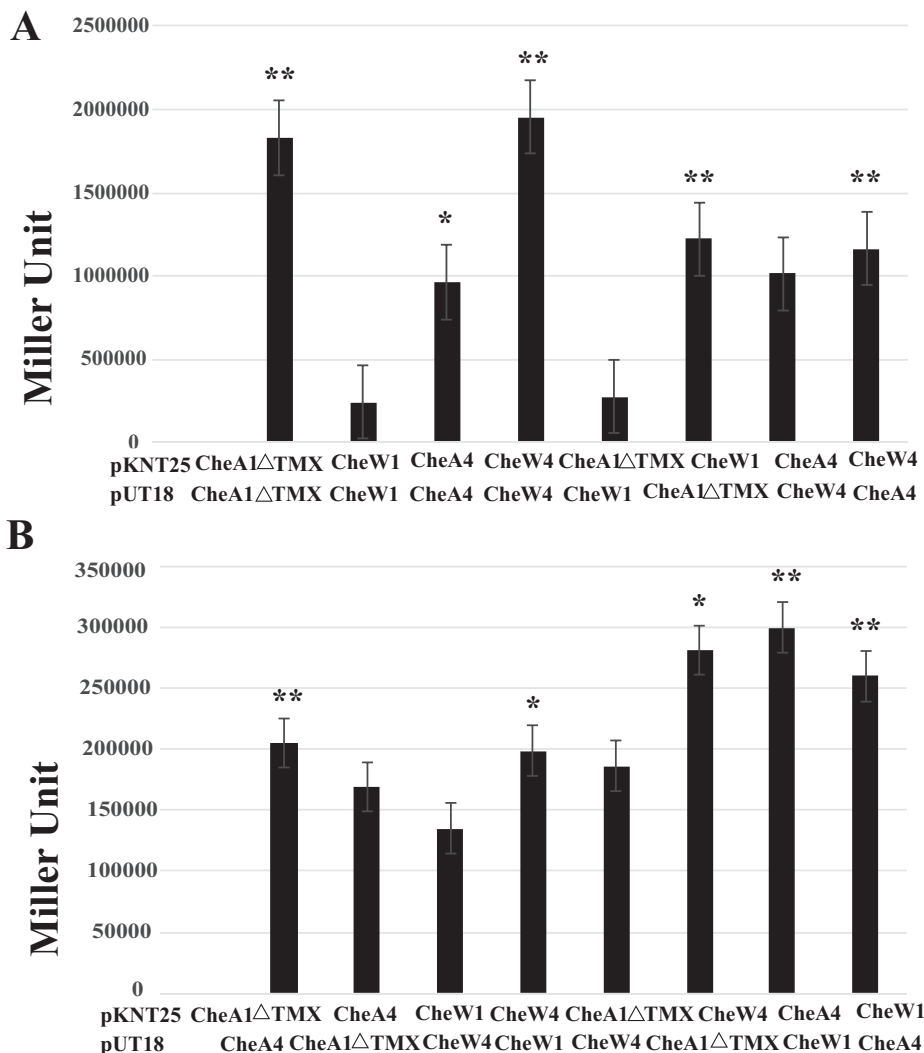 A
2500000
2000000
1500000
1000000
500000
0
Miller Unit
** * ** ** **
pKNT25 CheA1△TMX CheW1 CheA4 CheW4 CheA1△TMX CheW1 CheA4 CheW4
pUT18 CheA1△TMX CheW1 CheA4 CheW4 CheW1 CheA1△TMX CheW4 CheA4
B
350000
300000
250000
200000
150000
100000
50000
0
Miller Unit
** * * ** **
pKNT25 CheA1△TMX CheA4 CheW1 CheW4 CheA1△TMX CheW4 CheA4 CheW1
pUT18 CheA4 CheA1△TMX CheW4 CheW1 CheW4 CheA1△TMX CheW1 CheA4